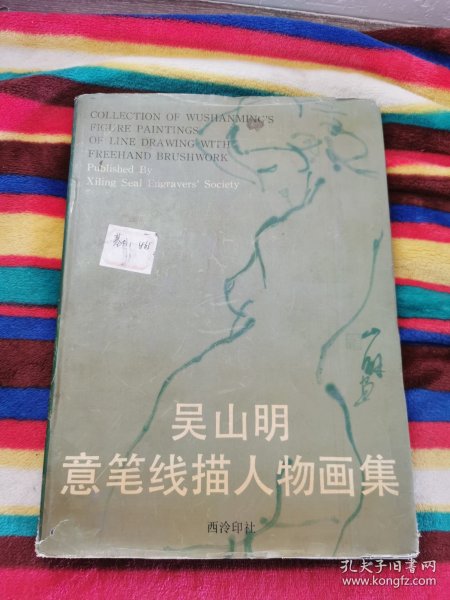 COLLECTION OF WUSHANMING'S
FIGURE PAINTINGS
OF LINE DRAWING WITH
FREEHAND BRUSHWORK
Published By
Xiling Seal Engravers' Society
吴山明
意笔线描人物画集
西泠印社
孔夫子旧书网
www.kongfz.com